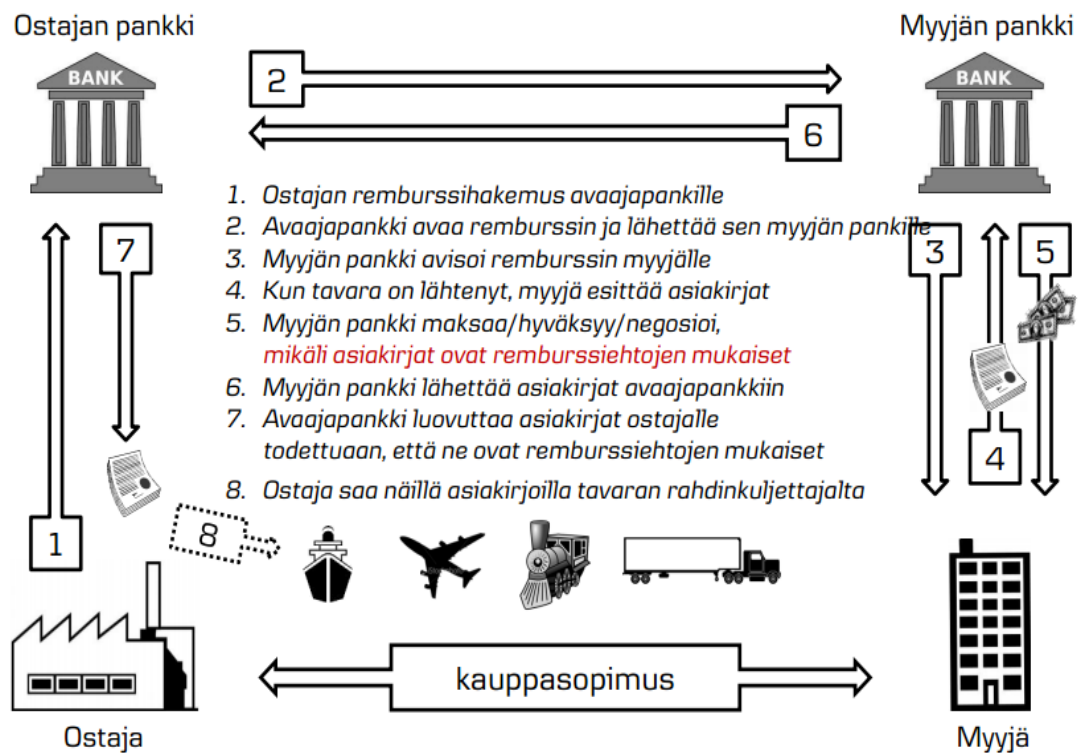 Ostajan pankki
Myyjän pankki
BANK
BANK
2
6
1. Ostajan remburssihakemus avaajapankille
2. Avaajapankki avaa remburssin ja lähettää sen myyjän pankille
3. Myyjän pankki avisoi remburssin myyjälle
4. Kun tavara on lähtenyt, myyjä esittää asiakirjat
5. Myyjän pankki maksaa/hyväksyy/negosioi,
mikäli asiakirjat ovat remburssiehtojen mukaiset
6. Myyjän pankki lähettää asiakirjat avaajapankkiin
7. Avaajapankki luovuttaa asiakirjat ostajalle
todettuaan, että ne ovat remburssiehtojen mukaiset
8. Ostaja saa näillä asiakirjoilla tavaran rahdinkuljettajalta
7
3
5
4
1
8
kauppasopimus
Ostaja
Myyjä